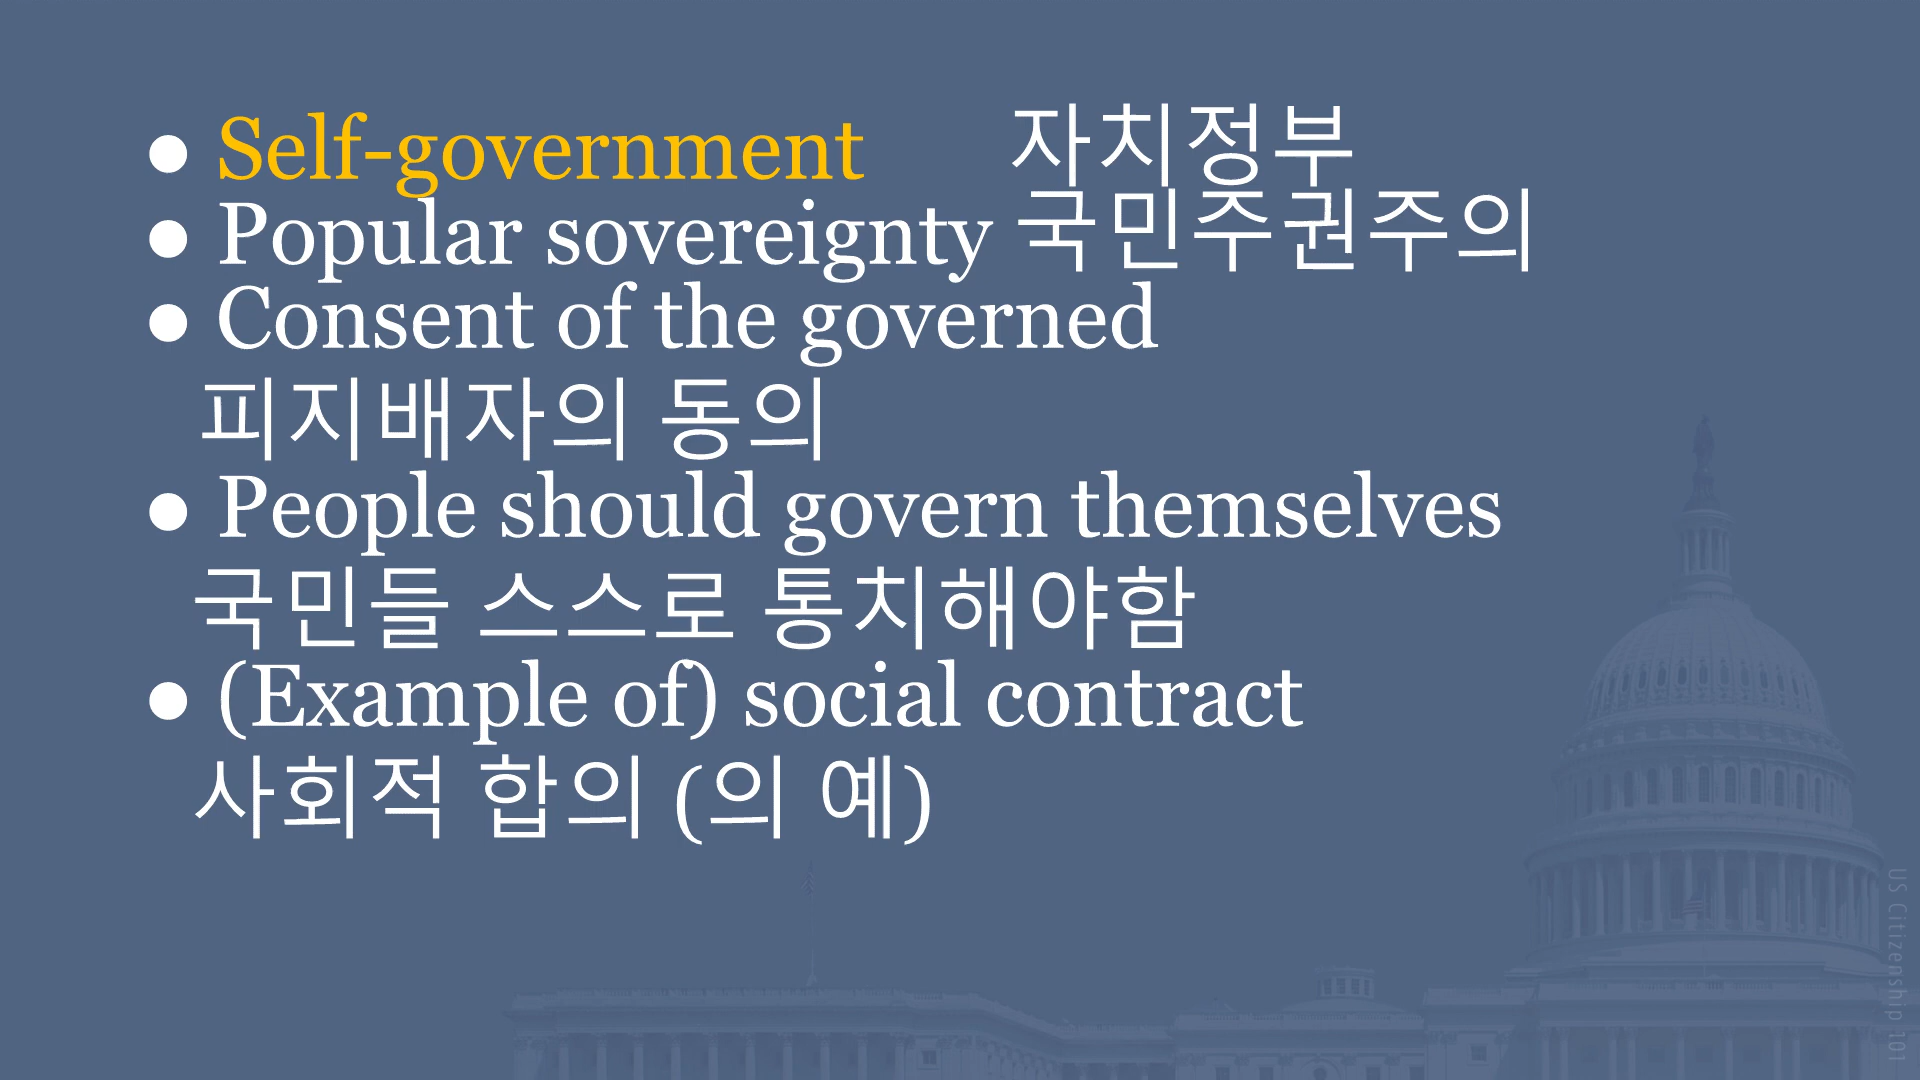 ● Self-government 자치정부
● Popular sovereignty 국민주권주의
● Consent of the governed
피지배자의 동의
● People should govern themselves
국민들 스스로 통치해야함
● (Example of) social contract
사회적 합의 (의 예)
US Citizenship 101